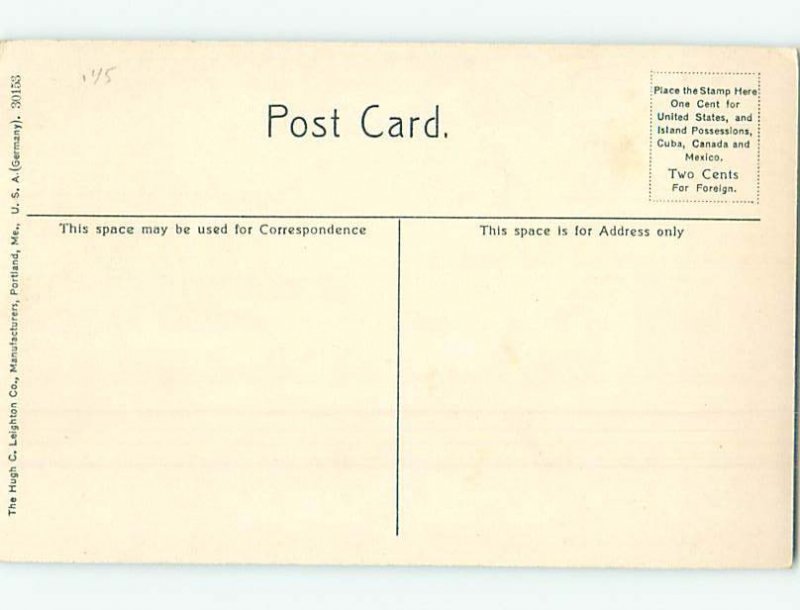 .45
Post Card.
Place the Stamp Here
One Cent for
United States, and
Island Possessions,
Cuba, Canada and
Mexico.
Two Cents
For Foreign.
This space may be used for Correspondence
This space is for Address only
The Hugh C. Leighton Co., Manufacturers, Portland, Me., U. S. A. (Germany). 30153